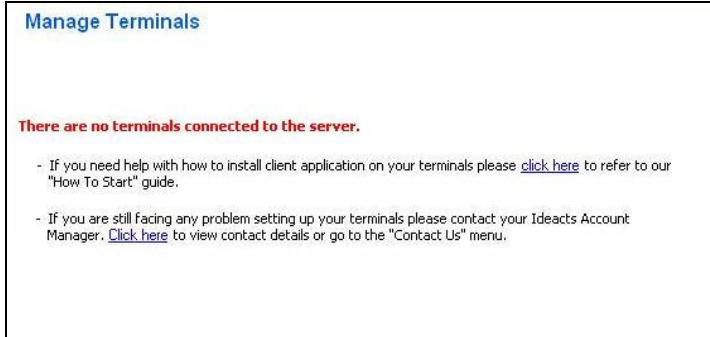 Manage Terminals
There are no terminals connected to the server.
- If you need help with how to install client application on your terminals please click here to refer to our
"How To Start" guide.
- If you are still facing any problem setting up your terminals please contact your Ideacts Account
Manager. Click here to view contact details or go to the "Contact Us" menu.